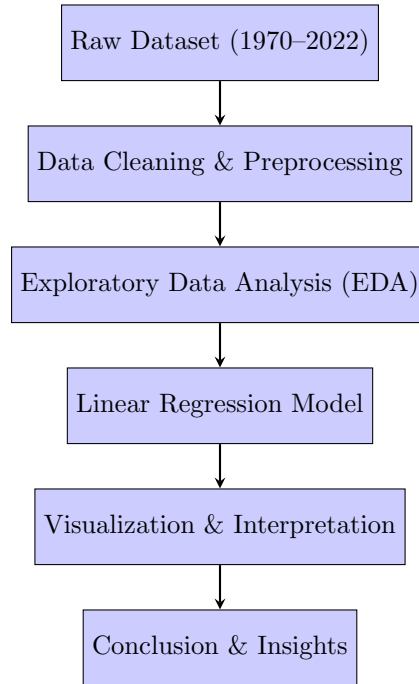 Raw Dataset (1970–2022)
Data Cleaning & Preprocessing
Exploratory Data Analysis (EDA)
Linear Regression Model
Visualization & Interpretation
Conclusion & Insights